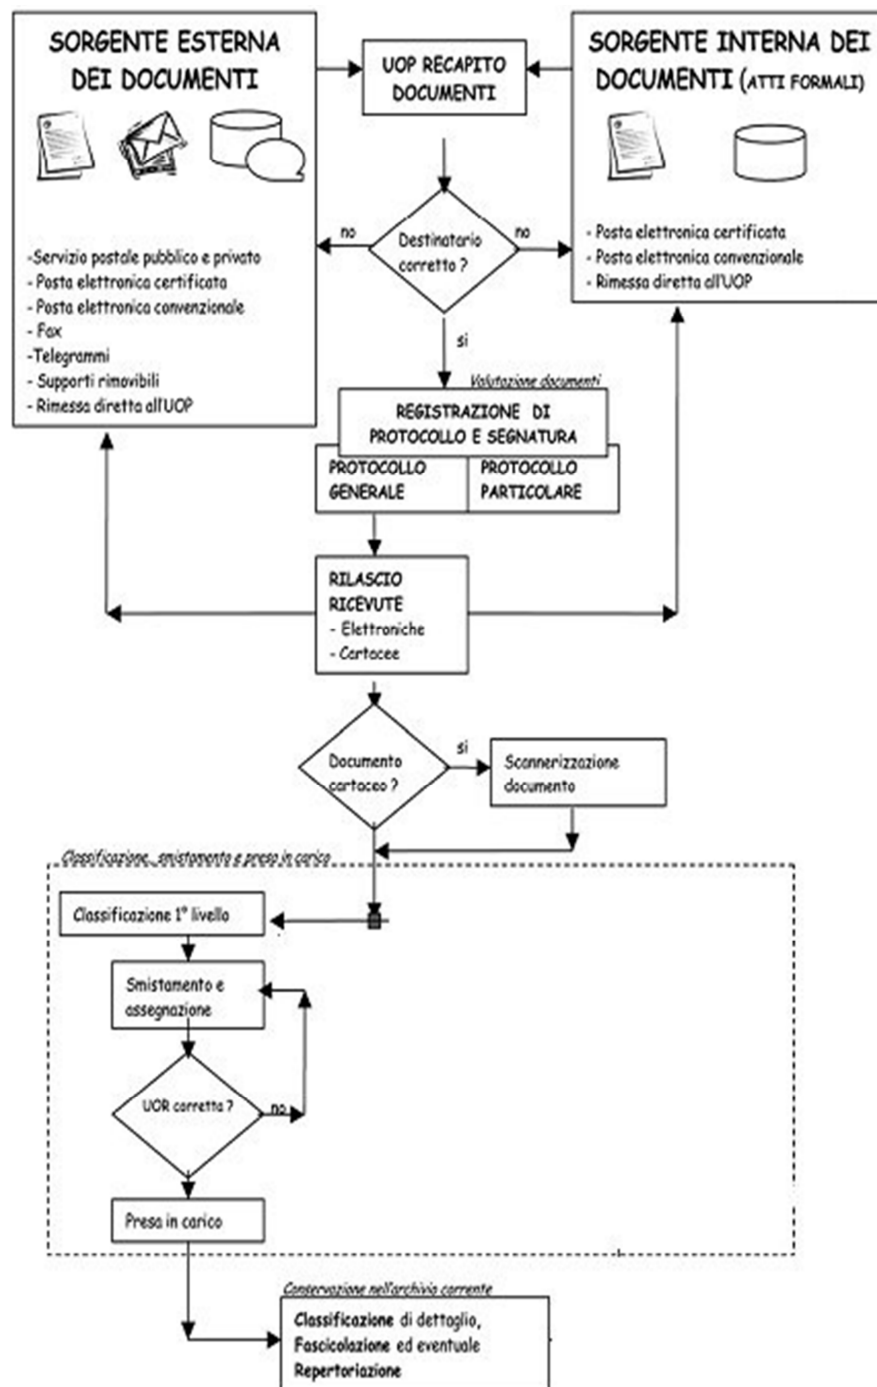 SORGENTE ESTERNA
DEI DOCUMENTI
-Servizio postale pubblico e privato
- Posta elettronica certificata
- Posta elettronica convenzionale
- Fax
-Telegrammi
- Supporti rimovibili
- Rimessa diretta all'UOP
UOP RECAPITO
DOCUMENTI
SORGENTE INTERNA DEI
DOCUMENTI (ATTI FORMALI)
- Posta elettronica certificata
- Posta elettronica convenzionale
- Rimessa diretta all'UOP
no
Destinatario
corretto ?
no
si
Valutazione documenti
REGISTRAZIONE DI
PROTOCOLLO E SEGNATURA
PROTOCOLLO
GENERALE
PROTOCOLLO
PARTICOLARE
RILASCIO
RICEVUTE
- Elettroniche
- Cartacee
Documento
cartaceo ?
si
Scannerizzazione
documento
Classificazione, smistamento e presa in carico
Classificazione 1° livello
Smistamento e
assegnazione
UOR corretta ?
no
Presa in carico
Conservazione nell'archivio corrente
Classificazione di dettaglio,
Fascicolazione ed eventuale
Repertoriazione